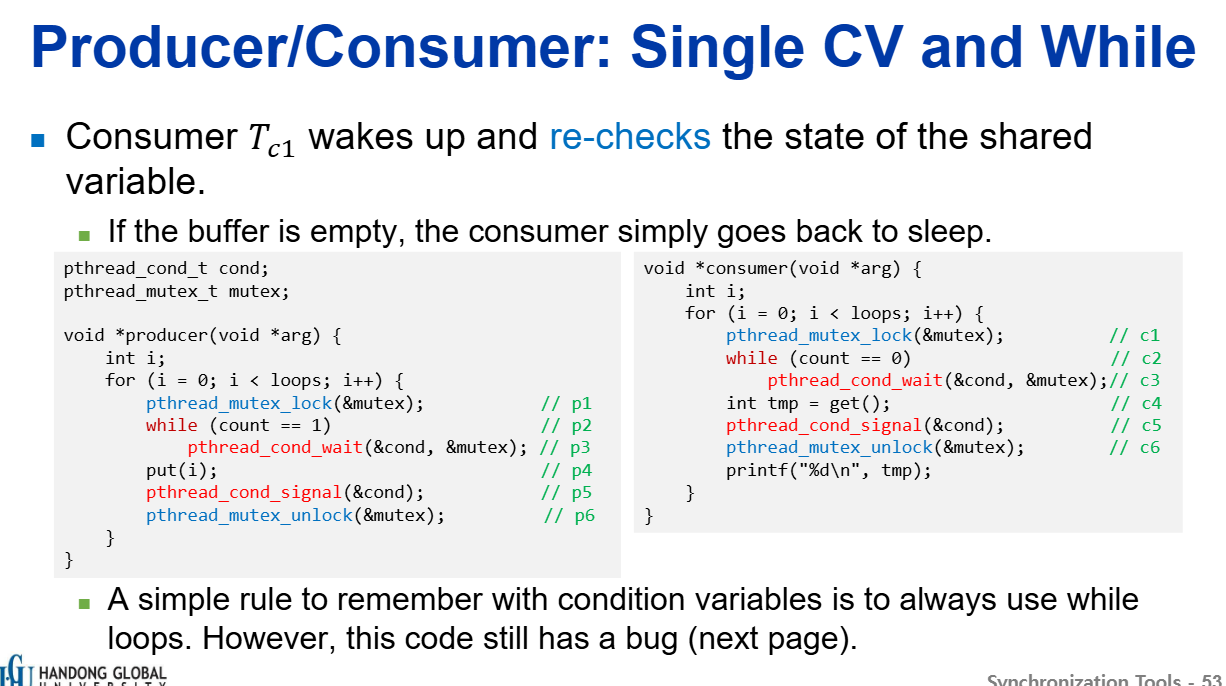 Producer/Consumer: Single CV and While
Consumer T_c1 wakes up and re-checks the state of the shared
variable.
If the buffer is empty, the consumer simply goes back to sleep.
pthread_cond_t cond;
pthread_mutex_t mutex;

void *producer(void *arg) {
    int i;
    for (i = 0; i < loops; i++) {
        pthread_mutex_lock(&mutex);           // p1
        while (count == 1)                    // p2
            pthread_cond_wait(&cond, &mutex); // p3
        put(i);                               // p4
        pthread_cond_signal(&cond);           // p5
        pthread_mutex_unlock(&mutex);         // p6
    }
}
void *consumer(void *arg) {
    int i;
    for (i = 0; i < loops; i++) {
        pthread_mutex_lock(&mutex);          // c1
        while (count == 0)                   // c2
            pthread_cond_wait(&cond, &mutex);// c3
        int tmp = get();                     // c4
        pthread_cond_signal(&cond);          // c5
        pthread_mutex_unlock(&mutex);        // c6
        printf("%d\n", tmp);
    }
}
A simple rule to remember with condition variables is to always use while
loops. However, this code still has a bug (next page).
HANDONG GLOBAL
UNIVERSITY
Synchronization Tools - 53